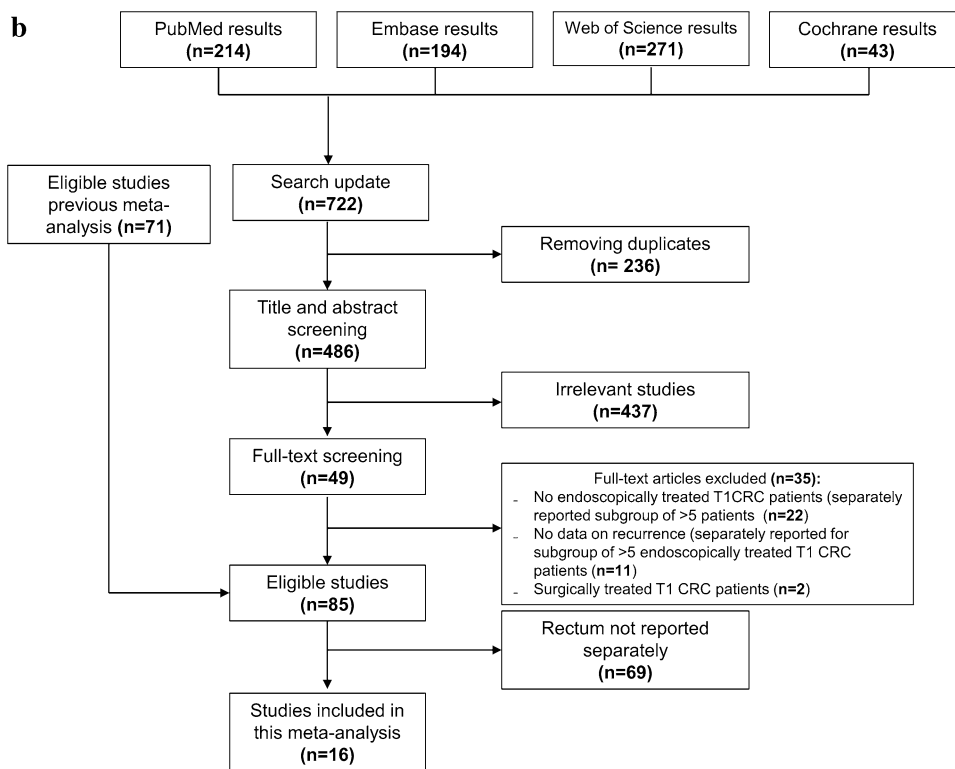 b
PubMed results
(n=214)
Embase results
(n=194)
Web of Science results
(n=271)
Cochrane results
(n=43)
Search update
(n=722)
Eligible studies
previous meta-
analysis (n=71)
Removing duplicates
(n= 236)
Title and abstract
screening
(n=486)
Irrelevant studies
(n=437)
Full-text screening
(n=49)
Full-text articles excluded (n=35):
- No endoscopically treated T1CRC patients (separately
reported subgroup of >5 patients (n=22)
- No data on recurrence (separately reported for
subgroup of >5 endoscopically treated T1 CRC
patients (n=11)
- Surgically treated T1 CRC patients (n=2)
Eligible studies
(n=85)
Rectum not reported
separately
(n=69)
Studies included in
this meta-analysis
(n=16)